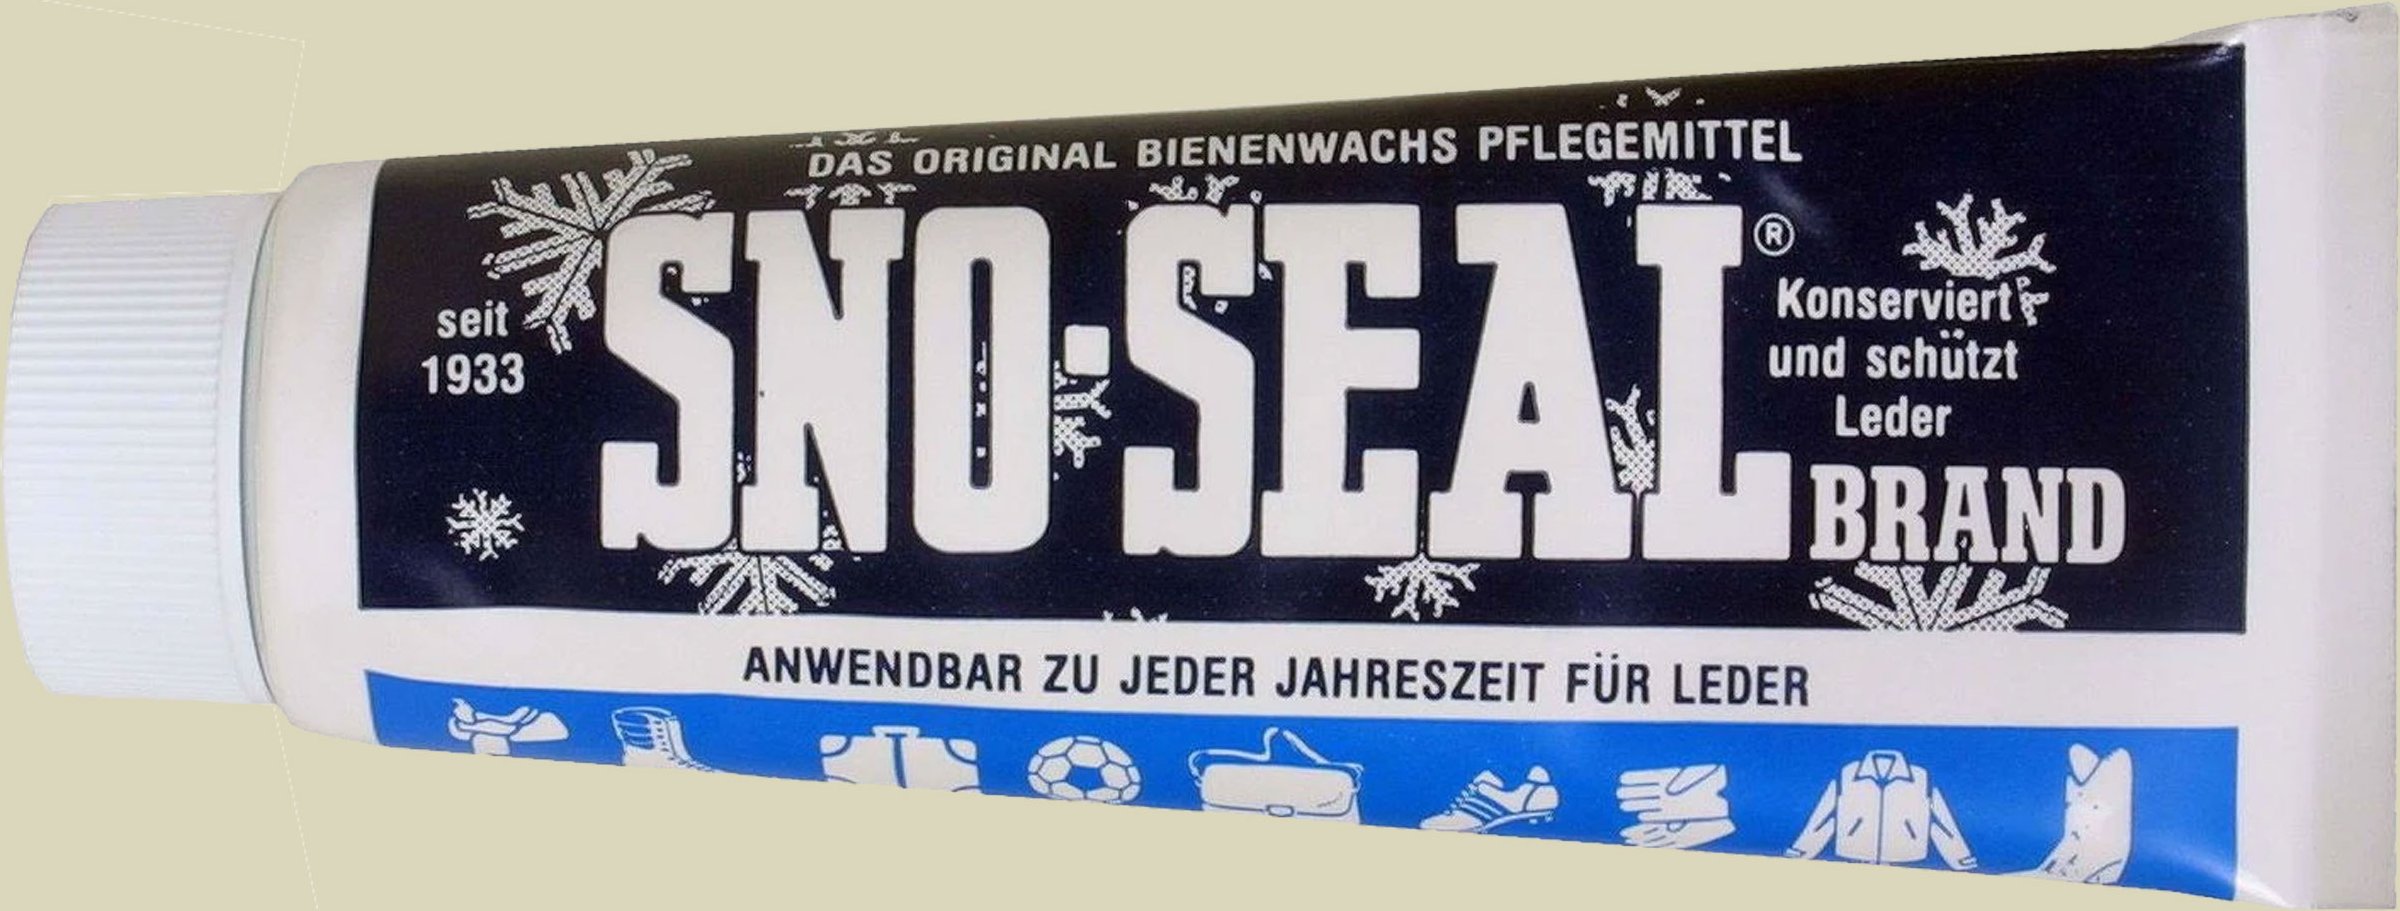 DAS ORIGINAL BIENENWACHS PFLEGEMITTEL
seit
1933
SNO-SEAL®
Konserviert
und schützt
Leder
BRAND
ANWENDBAR ZU JEDER JAHRESZEIT FÜR LEDER